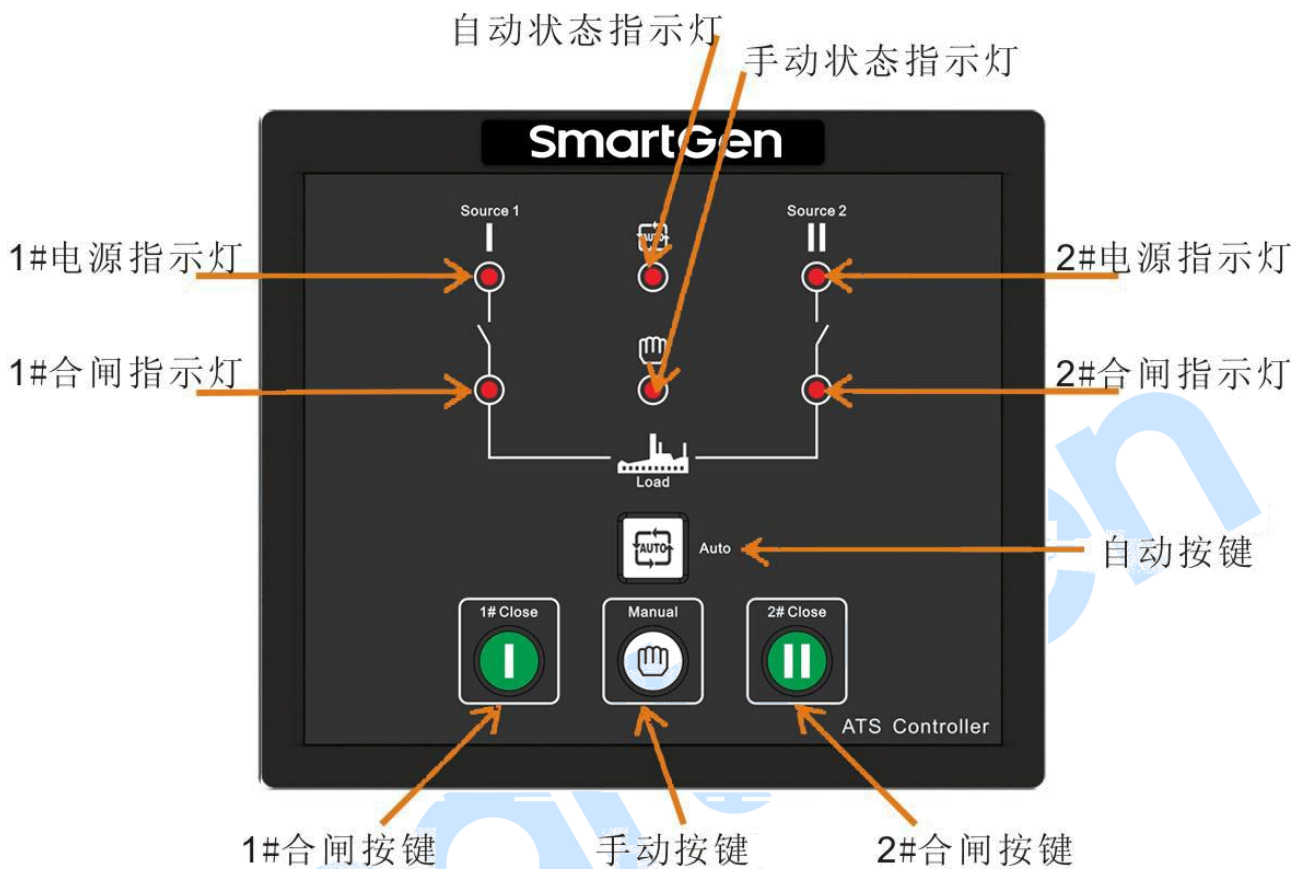 自动状态指示灯
手动状态指示灯
SmartGen
Source 1
Source 2
AUTO
1#电源指示灯
2#电源指示灯
1#合闸指示灯
2#合闸指示灯
Load
AUTO
Auto
自动按键
1# Close
Manual
2# Close
ATS Controller
1#合闸按键
手动按键
2#合闸按键